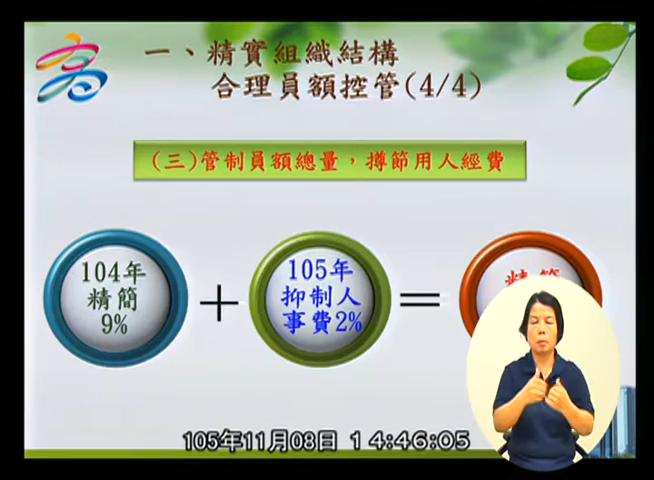 一、精實組織結構
合理員額控管(4/4)
(三)管制員額總量，撙節用人經費
104年
精簡
9%
+
105年
抑制人
事費2%
=
精簡
105年11月08日 14:46:05